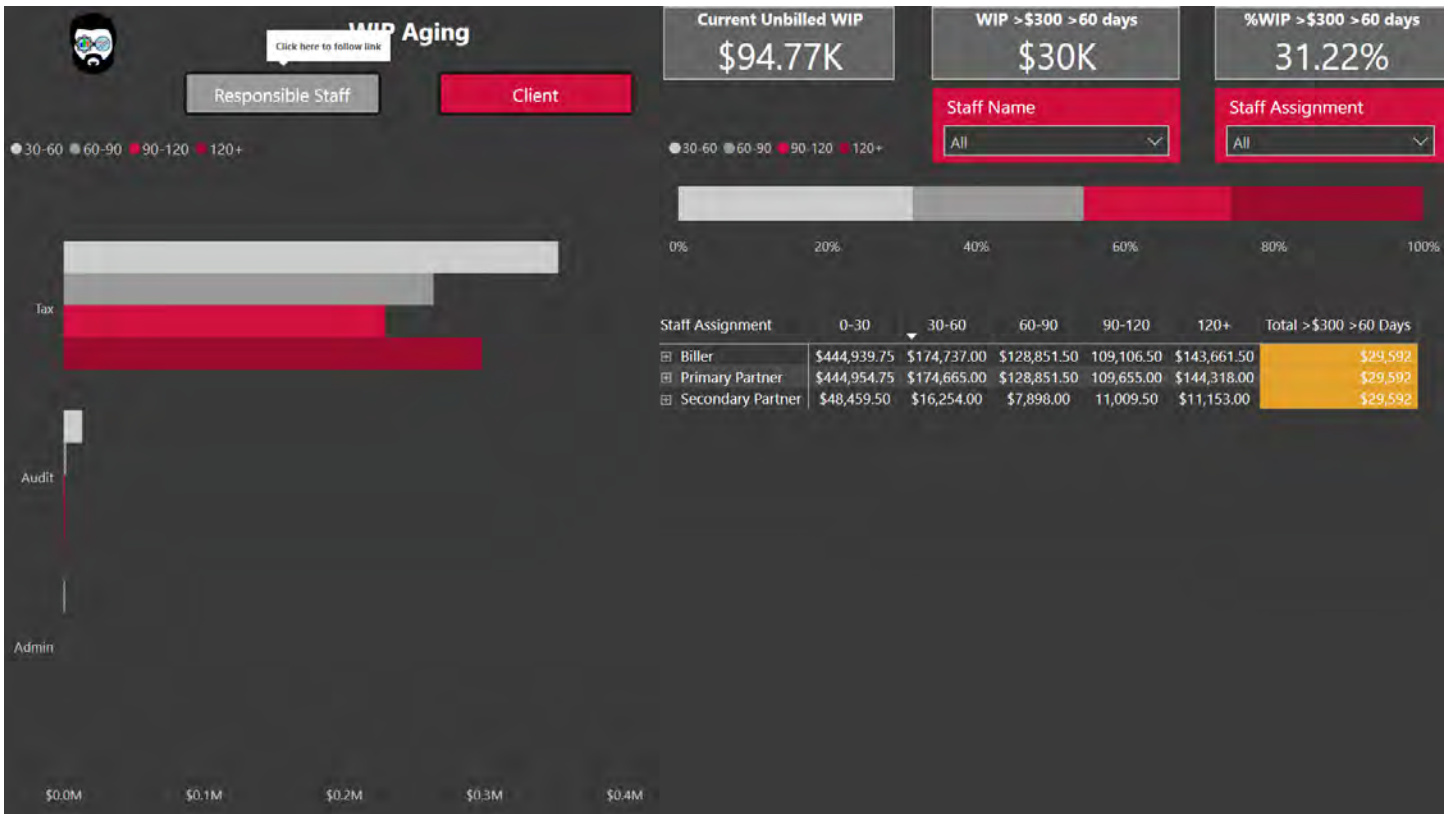 WIP Aging
Click here to follow link
Responsible Staff
Client
30-60 60-90 90-120 120+
Tax
Audit
Admin
$0.0M $0.1M $0.2M $0.3M $0.4M
Current Unbilled WIP
$94.77K
WIP >$300 >60 days
$30K
%WIP >$300 >60 days
31.22%
Staff Name
All
Staff Assignment
All
30-60 60-90 90-120 120+
0% 20% 40% 60% 80% 100%
Staff Assignment 0-30 30-60 60-90 90-120 120+ Total >$300 >60 Days
Biller $444,939.75 $174,737.00 $128,851.50 109,106.50 $143,661.50 $29,592
Primary Partner $444,954.75 $174,665.00 $128,851.50 109,655.00 $144,318.00 $29,592
Secondary Partner $48,459.50 $16,254.00 $7,898.00 11,009.50 $11,153.00 $29,592